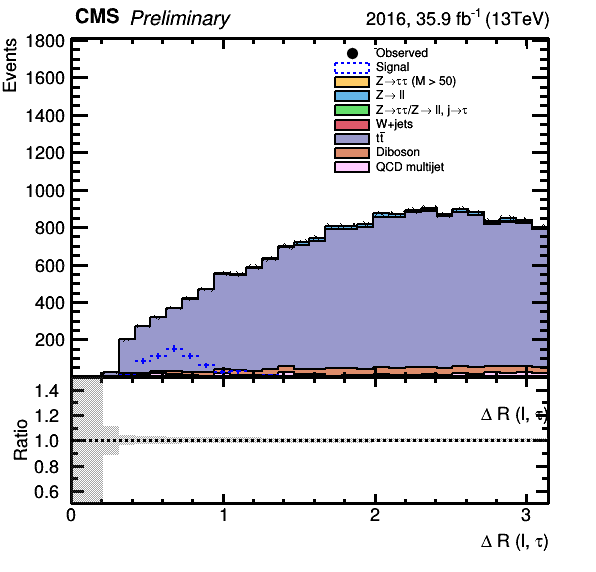 CMS Preliminary 2016, 35.9 fb⁻¹ (13TeV)
Events
1800
1600
1400
1200
1000
800
600
400
200
Observed
Signal
Z→ττ (M > 50)
Z→ ll
Z→ττ/Z→ ll, j→τ
W+jets
tt̄
Diboson
QCD multijet
Δ R (l, τ)
Ratio
1.4
1.2
1.0
0.8
0.6
0 1 2 3
Δ R (l, τ)